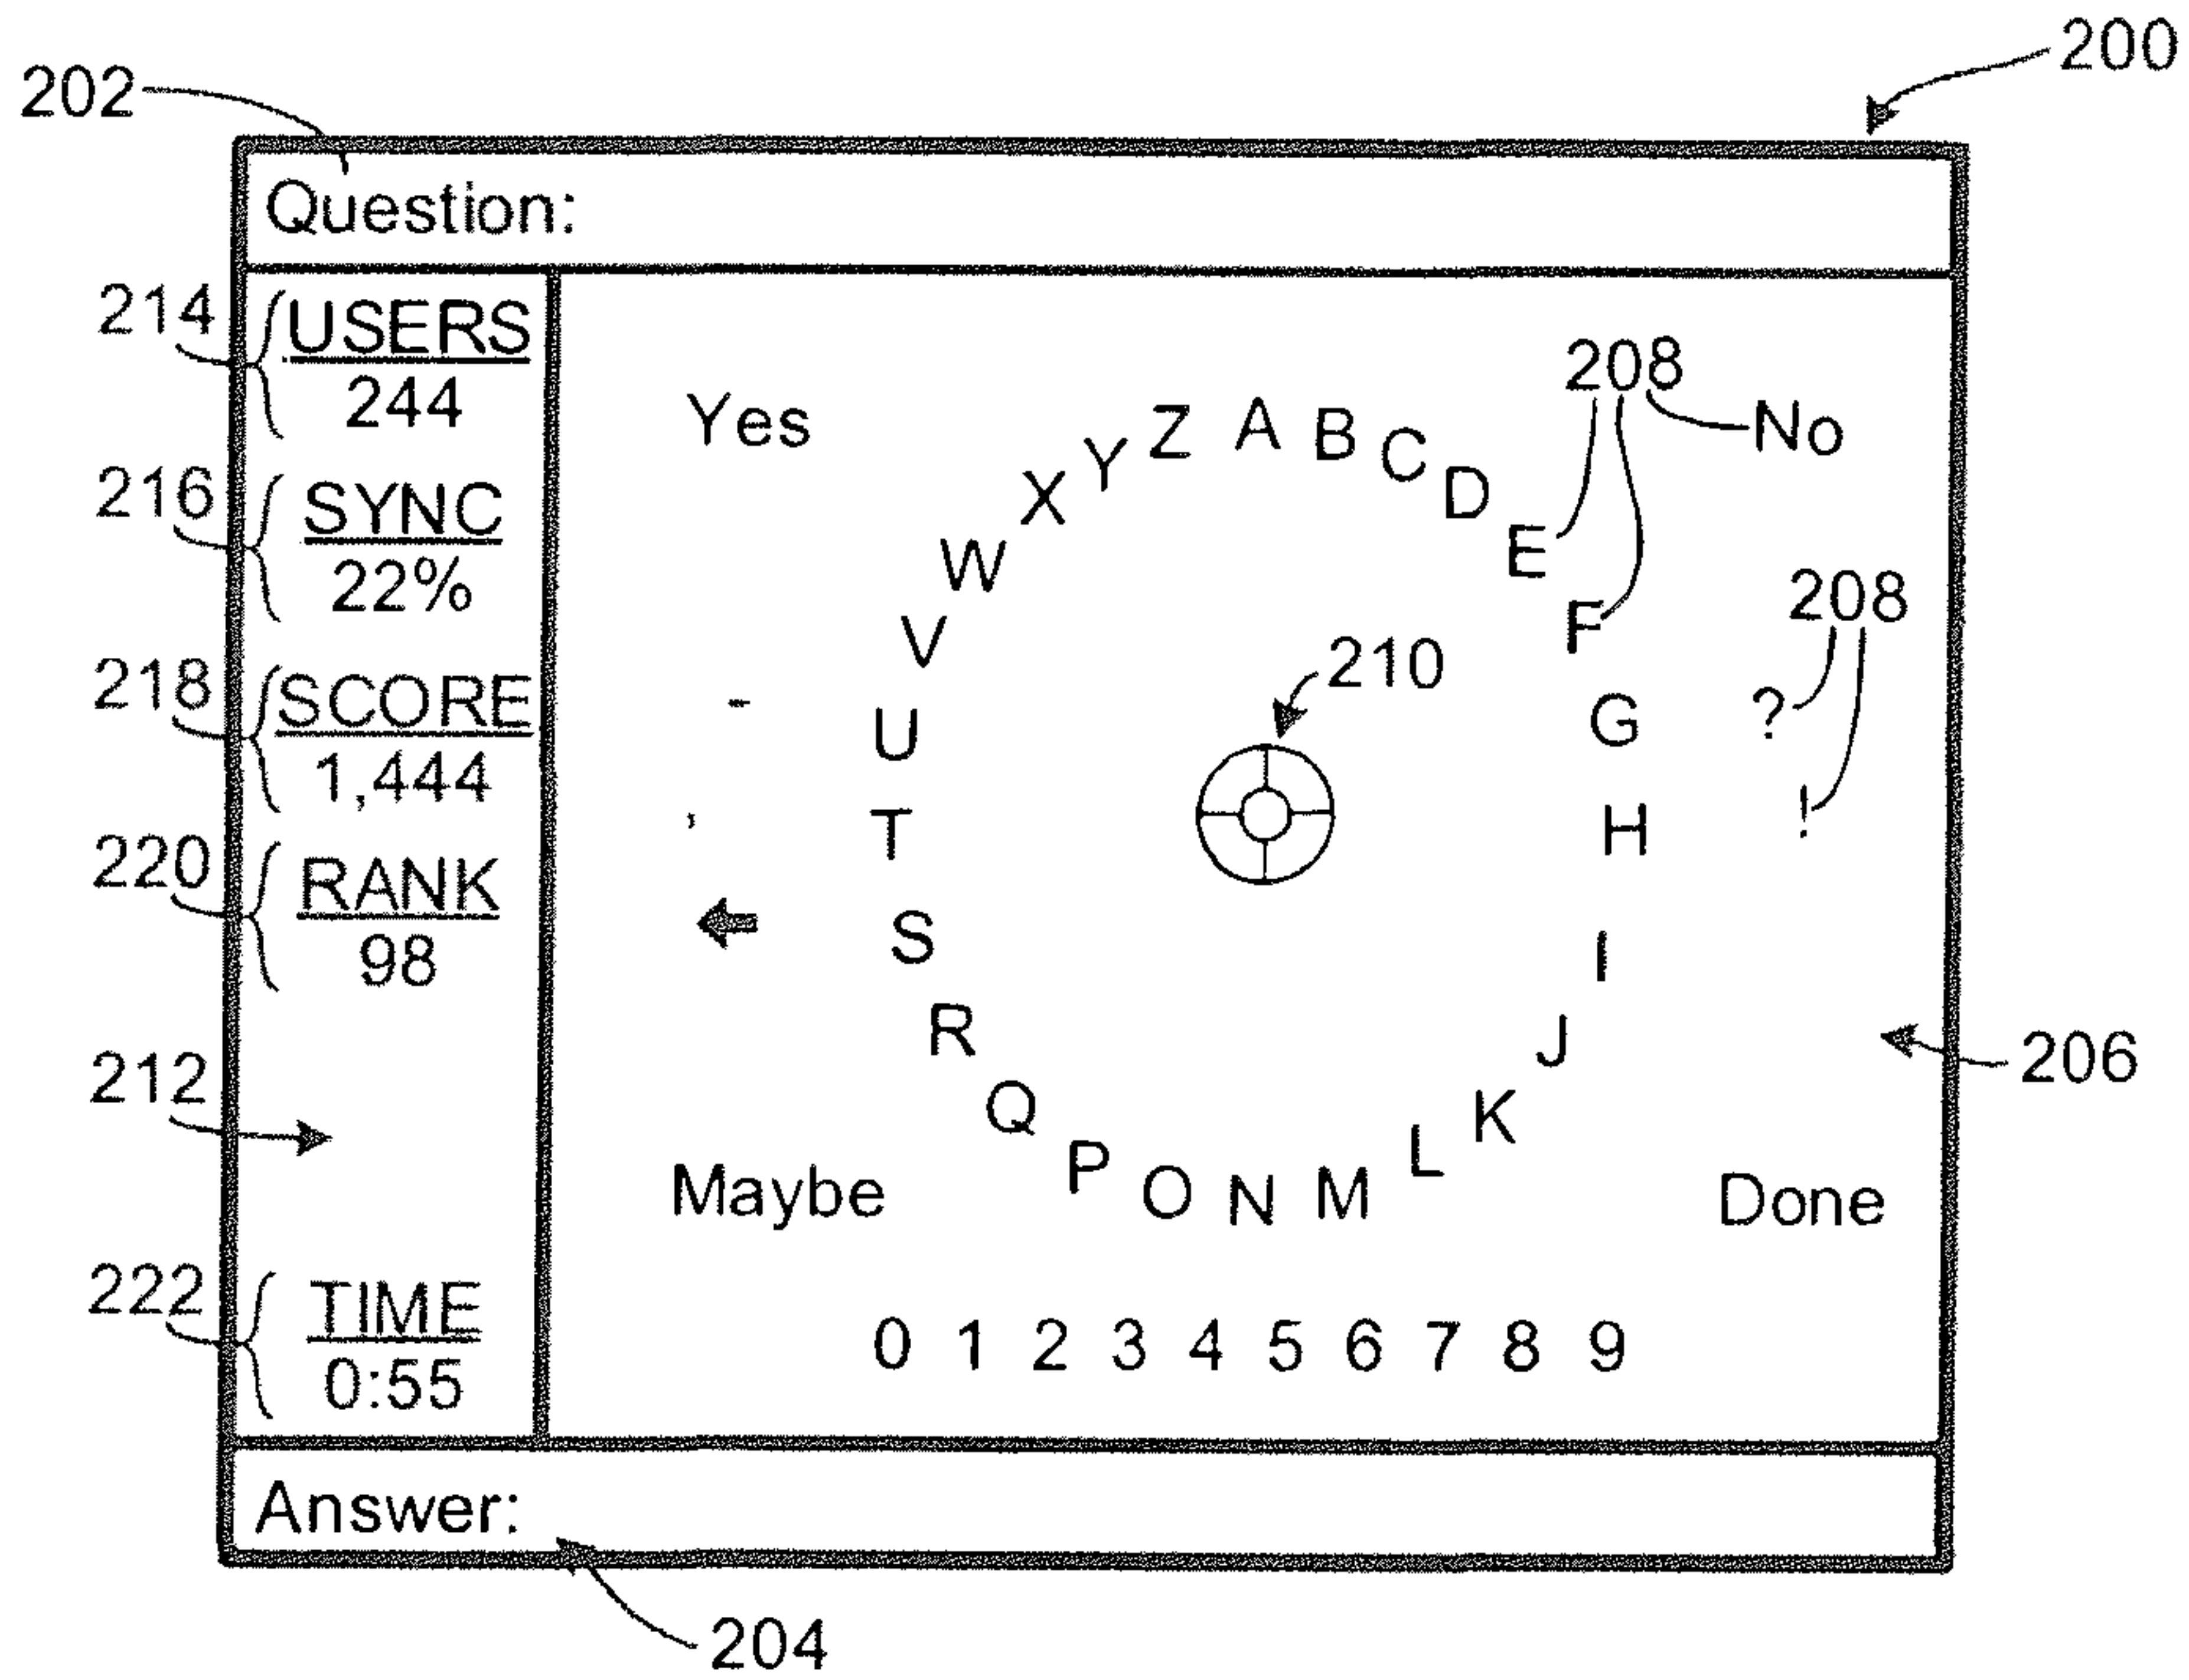 200
202
Question:
214
USERS
244
216
SYNC
22%
218
SCORE
1,444
220
RANK
98
212
222
TIME
0:55
Yes
208
No
A B C D E F G H I J K L M N O P Q R S T U V W X Y Z
208
?
!
210
-
,
206
Maybe
Done
0 1 2 3 4 5 6 7 8 9
Answer:
204